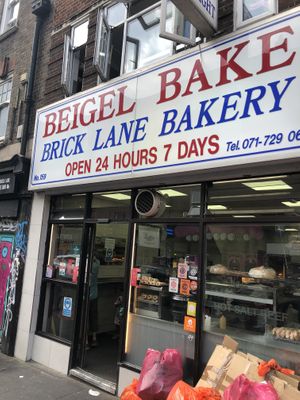 BEIGEL BAKE
BRICK LANE BAKERY
OPEN 24 HOURS 7 DAYS
Tel. 071-729 06
No. 159